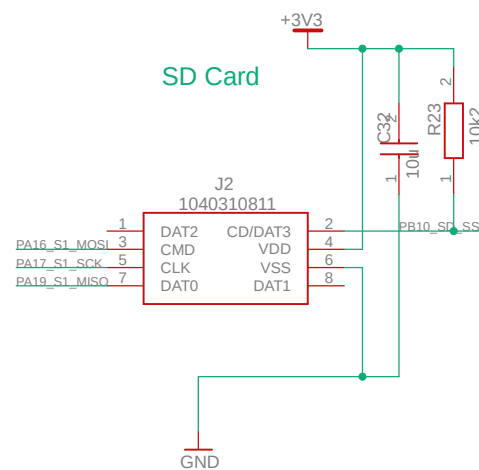 +3V3
SD Card
C32
2
10u
1
R23
2
10k2
1
J2
1040310811
1 DAT2 CD/DAT3 2 PB10_SD_SS
PA16_S1_MOSI 3 CMD VDD 4
PA17_S1_SCK 5 CLK VSS 6
PA19_S1_MISO 7 DAT0 DAT1 8
GND